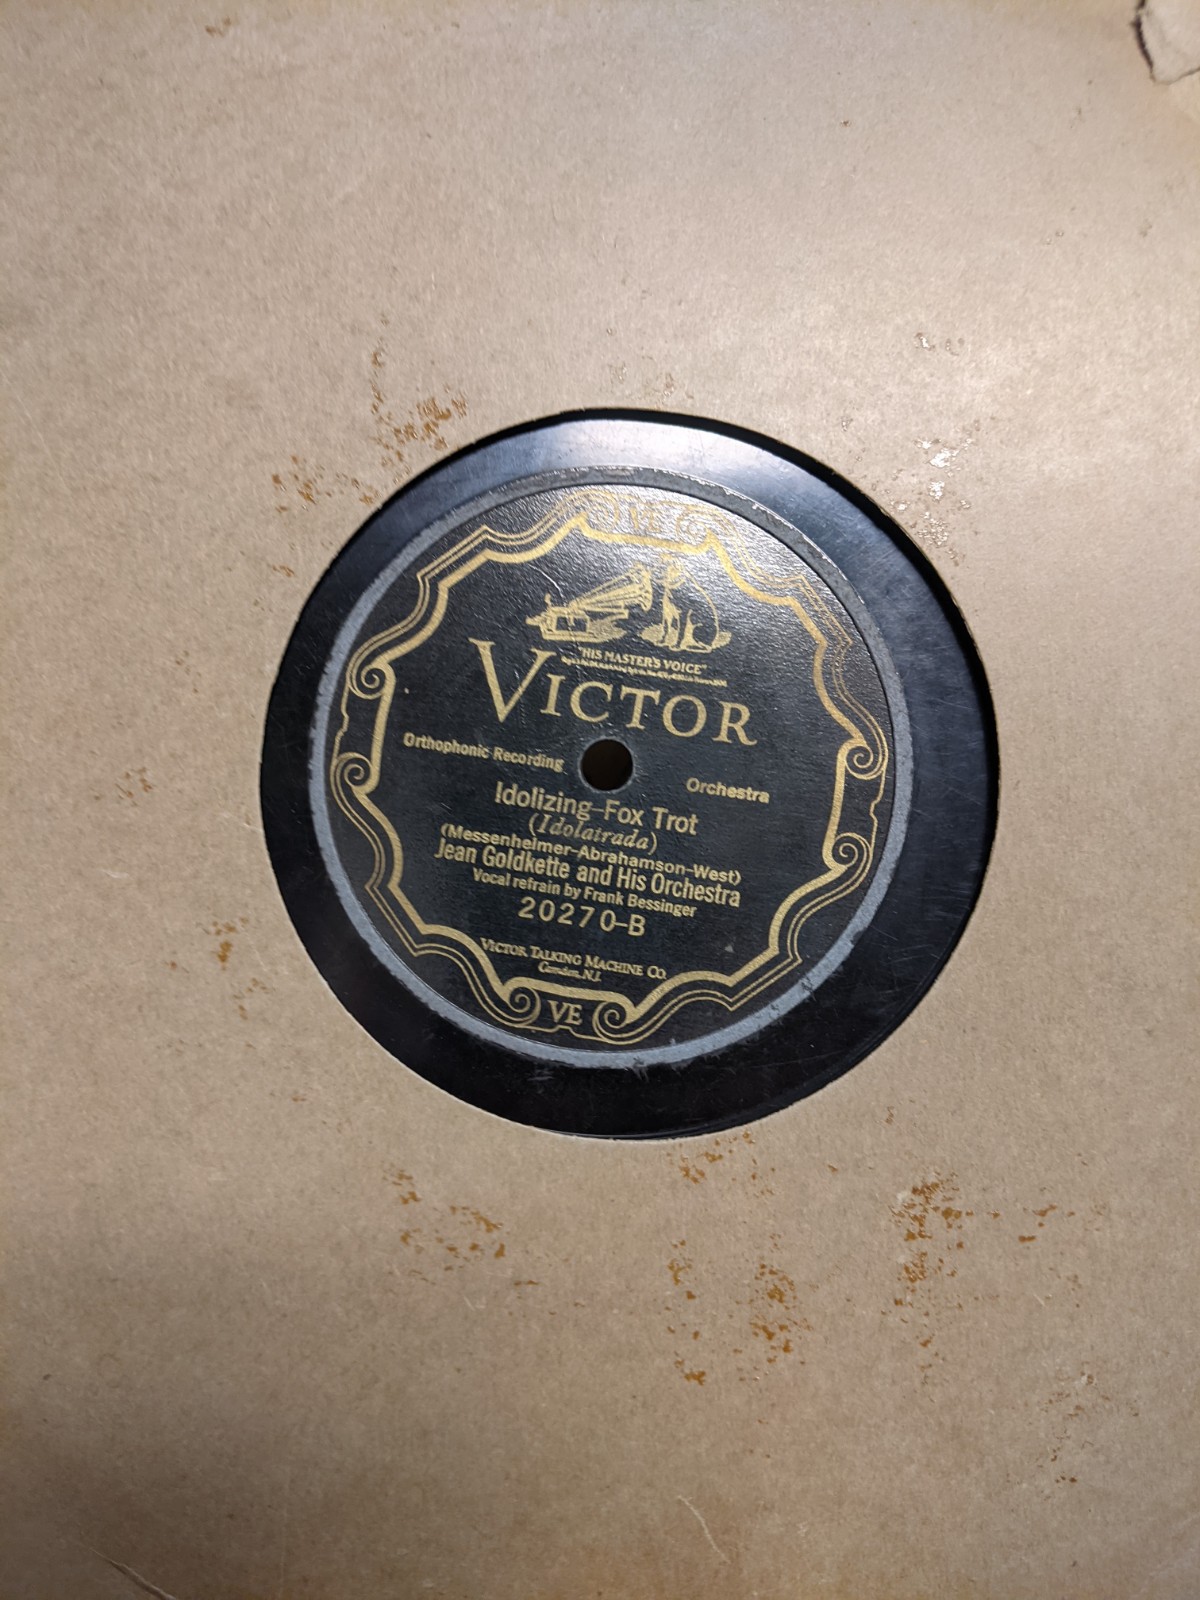 VE
"HIS MASTER'S VOICE"
VICTOR
Orthophonic Recording
Orchestra
Idolizing–Fox Trot
(Idolatrada)
(Messenheimer-Abrahamson-West)
Jean Goldkette and His Orchestra
Vocal refrain by Frank Bessinger
20270-B
VICTOR TALKING MACHINE CO.
Camden, N.J.
VE